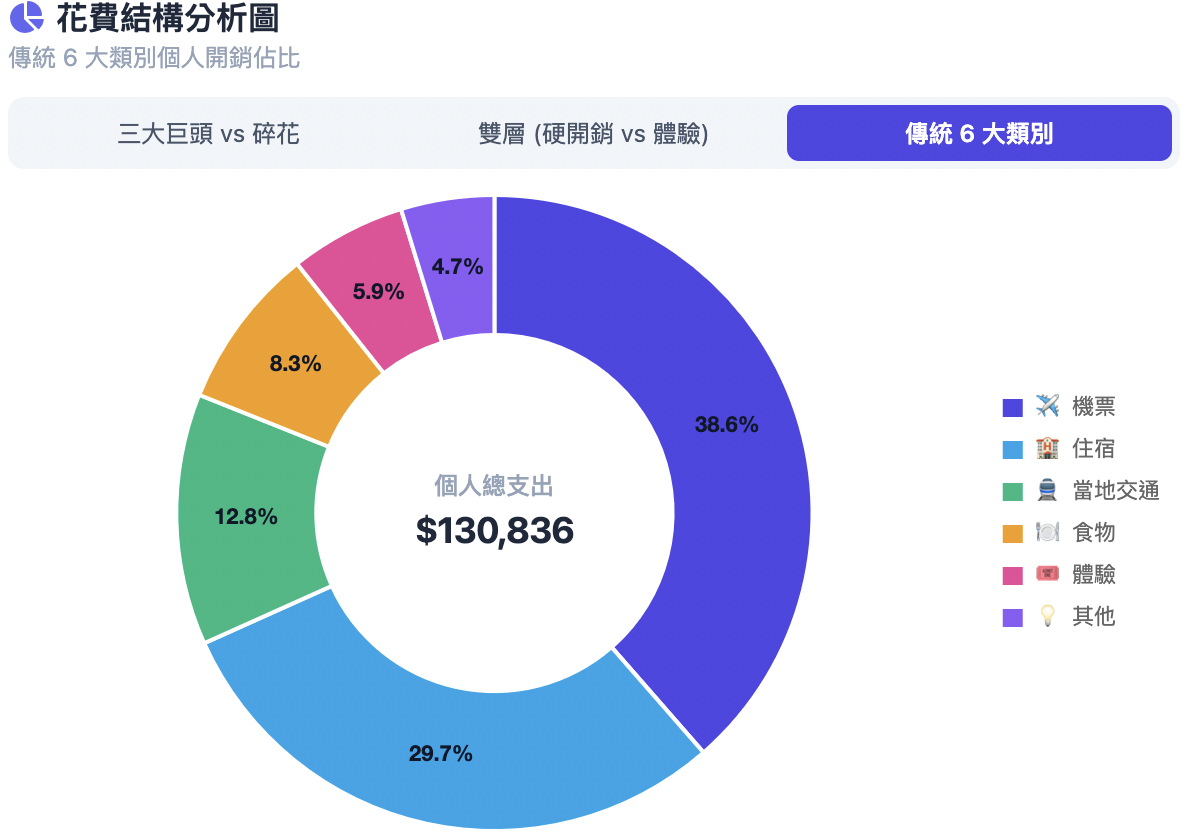 花費結構分析圖
傳統 6 大類別個人開銷佔比
三大巨頭 vs 碎花
雙層 (硬開銷 vs 體驗)
傳統 6 大類別
4.7%
5.9%
8.3%
38.6%
12.8%
29.7%
個人總支出
$130,836
機票
住宿
當地交通
食物
體驗
其他